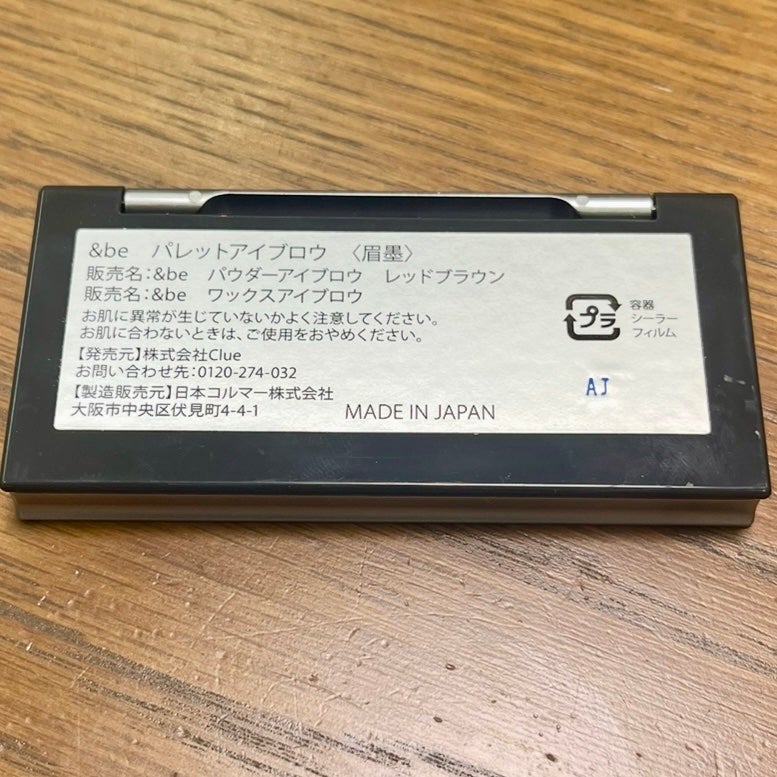 &be パレットアイブロウ 〈眉墨〉
販売名:&be パウダーアイブロウ レッドブラウン
販売名:&be ワックスアイブロウ
お肌に異常が生じていないかよく注意してください。
お肌に合わないときは、ご使用をおやめください。
【発売元】株式会社Clue
お問い合わせ先:0120-274-032
【製造販売元】日本コルマー株式会社
大阪市中央区伏見町4-4-1
MADE IN JAPAN
プラ
容器
シーラー
フィルム
AJ